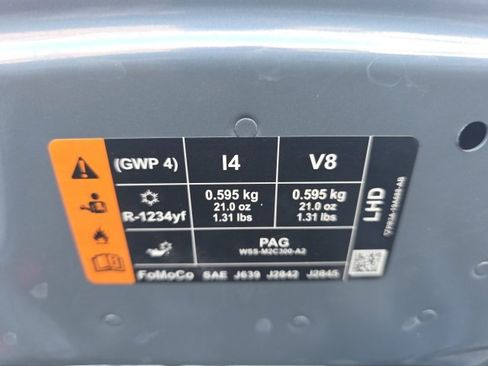 (GWP 4) I4 V8
R-1234yf
0.595 kg 0.595 kg
21.0 oz 21.0 oz
1.31 lbs 1.31 lbs
PAG
WSS-M2C300-A2
FoMoCo SAE J639 J2842 J2845
LHD